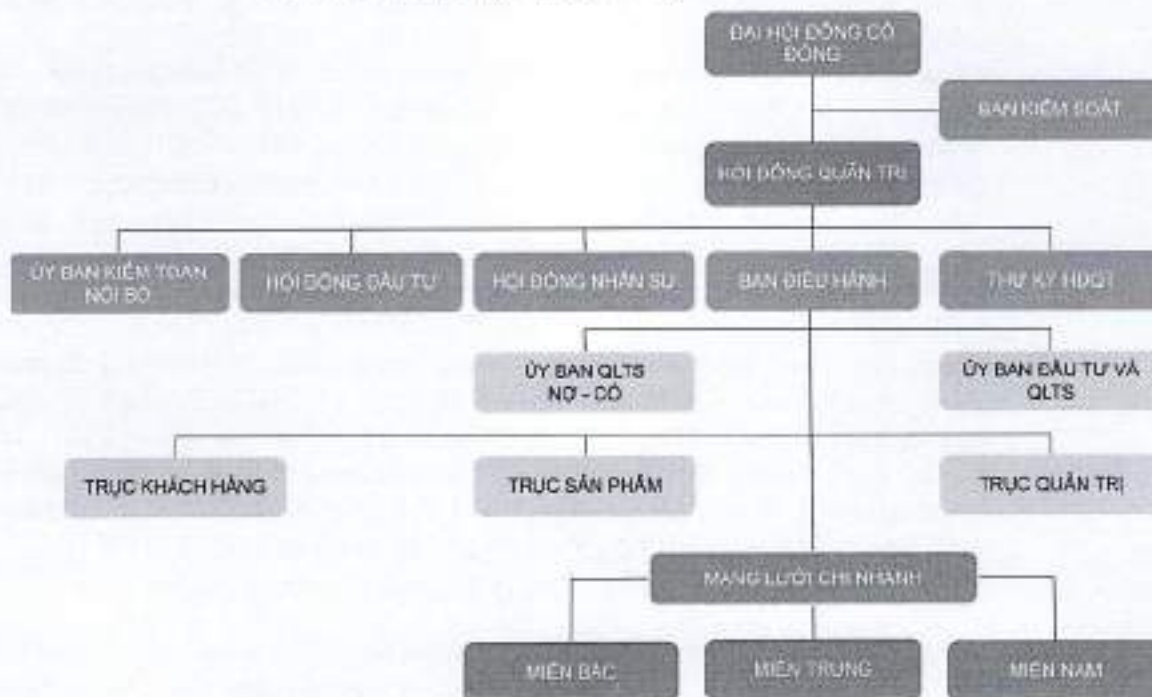 ĐẠI HỘI ĐỒNG CỔ
ĐÔNG
BAN KIỂM SOÁT
HỘI ĐỒNG QUẢN TRỊ
ỦY BAN KIỂM TOÁN
NỘI BỘ
HỘI ĐỒNG ĐẦU TƯ
HỘI ĐỒNG NHÂN SỰ
BAN ĐIỀU HÀNH
THƯ KÝ HĐQT
ỦY BAN QLTS
NỢ - CÓ
ỦY BAN ĐẦU TƯ VÀ
QLTS
TRỤC KHÁCH HÀNG
TRỤC SẢN PHẨM
TRỤC QUẢN TRỊ
MẠNG LƯỚI CHI NHÁNH
MIỀN BẮC
MIỀN TRUNG
MIỀN NAM